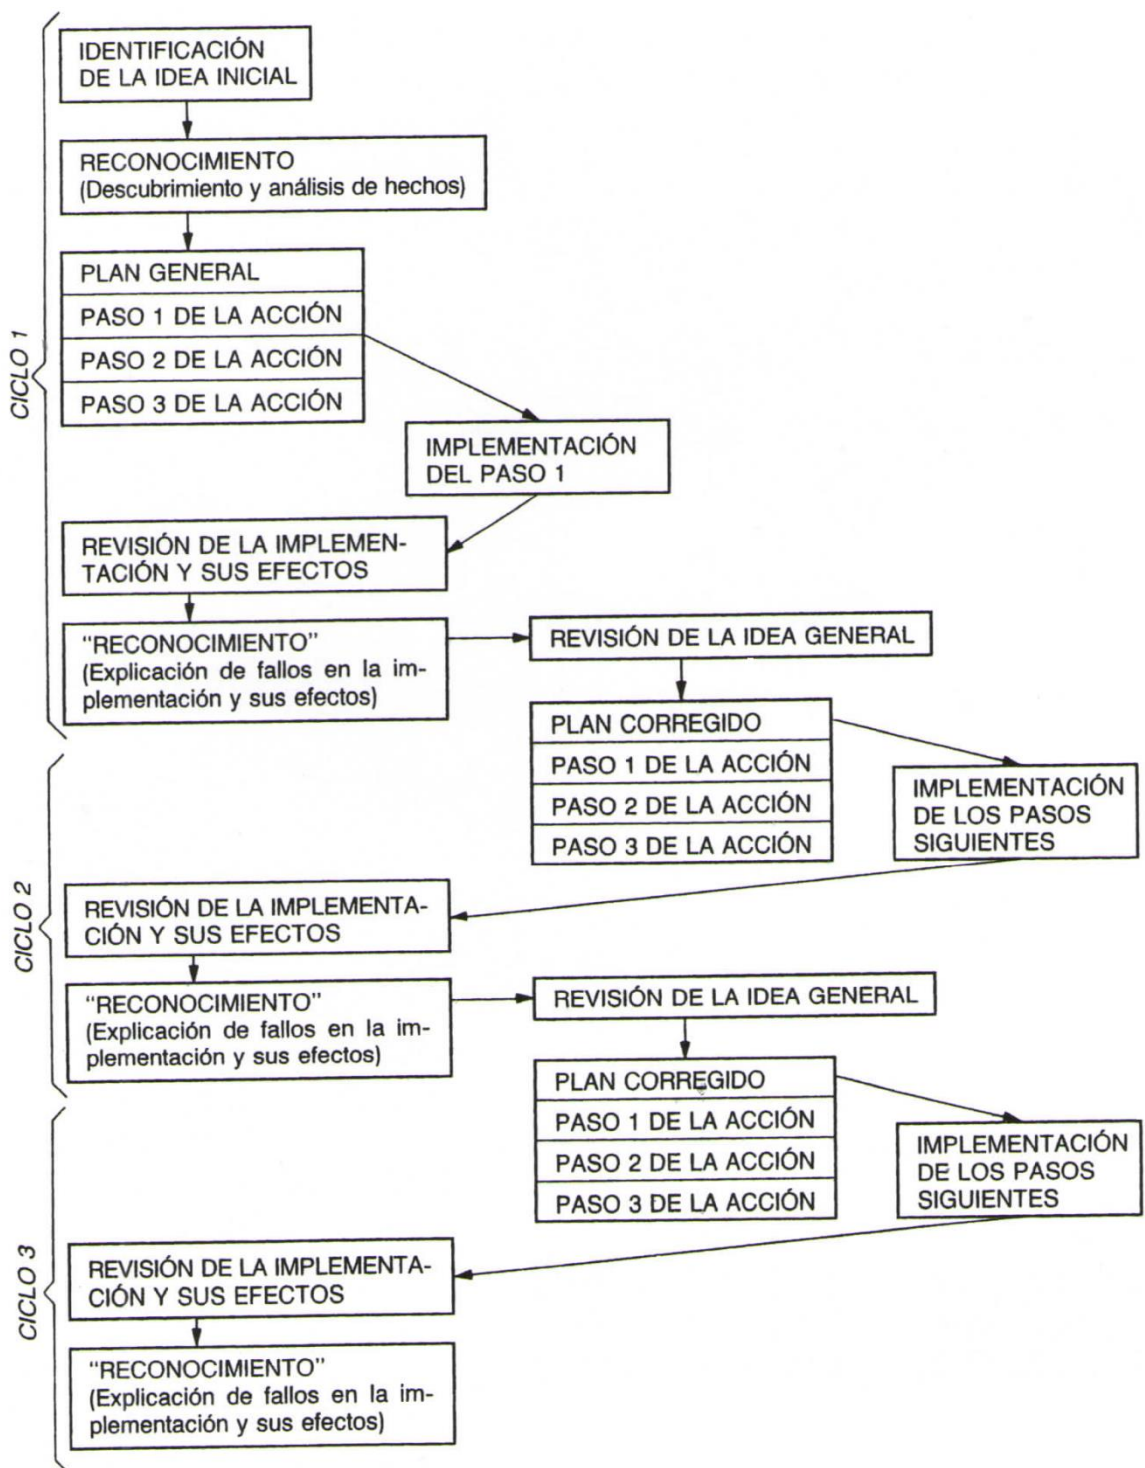 CICLO 1
IDENTIFICACIÓN
DE LA IDEA INICIAL
RECONOCIMIENTO
(Descubrimiento y análisis de hechos)
PLAN GENERAL
PASO 1 DE LA ACCIÓN
PASO 2 DE LA ACCIÓN
PASO 3 DE LA ACCIÓN
IMPLEMENTACIÓN
DEL PASO 1
REVISIÓN DE LA IMPLEMEN-
TACIÓN Y SUS EFECTOS
"RECONOCIMIENTO"
(Explicación de fallos en la im-
plementación y sus efectos)
REVISIÓN DE LA IDEA GENERAL
PLAN CORREGIDO
PASO 1 DE LA ACCIÓN
PASO 2 DE LA ACCIÓN
PASO 3 DE LA ACCIÓN
IMPLEMENTACIÓN
DE LOS PASOS
SIGUIENTES
CICLO 2
REVISIÓN DE LA IMPLEMENTA-
CIÓN Y SUS EFECTOS
"RECONOCIMIENTO"
(Explicación de fallos en la im-
plementación y sus efectos)
REVISIÓN DE LA IDEA GENERAL
PLAN CORREGIDO
PASO 1 DE LA ACCIÓN
PASO 2 DE LA ACCIÓN
PASO 3 DE LA ACCIÓN
IMPLEMENTACIÓN
DE LOS PASOS
SIGUIENTES
CICLO 3
REVISIÓN DE LA IMPLEMENTA-
CIÓN Y SUS EFECTOS
"RECONOCIMIENTO"
(Explicación de fallos en la im-
plementación y sus efectos)